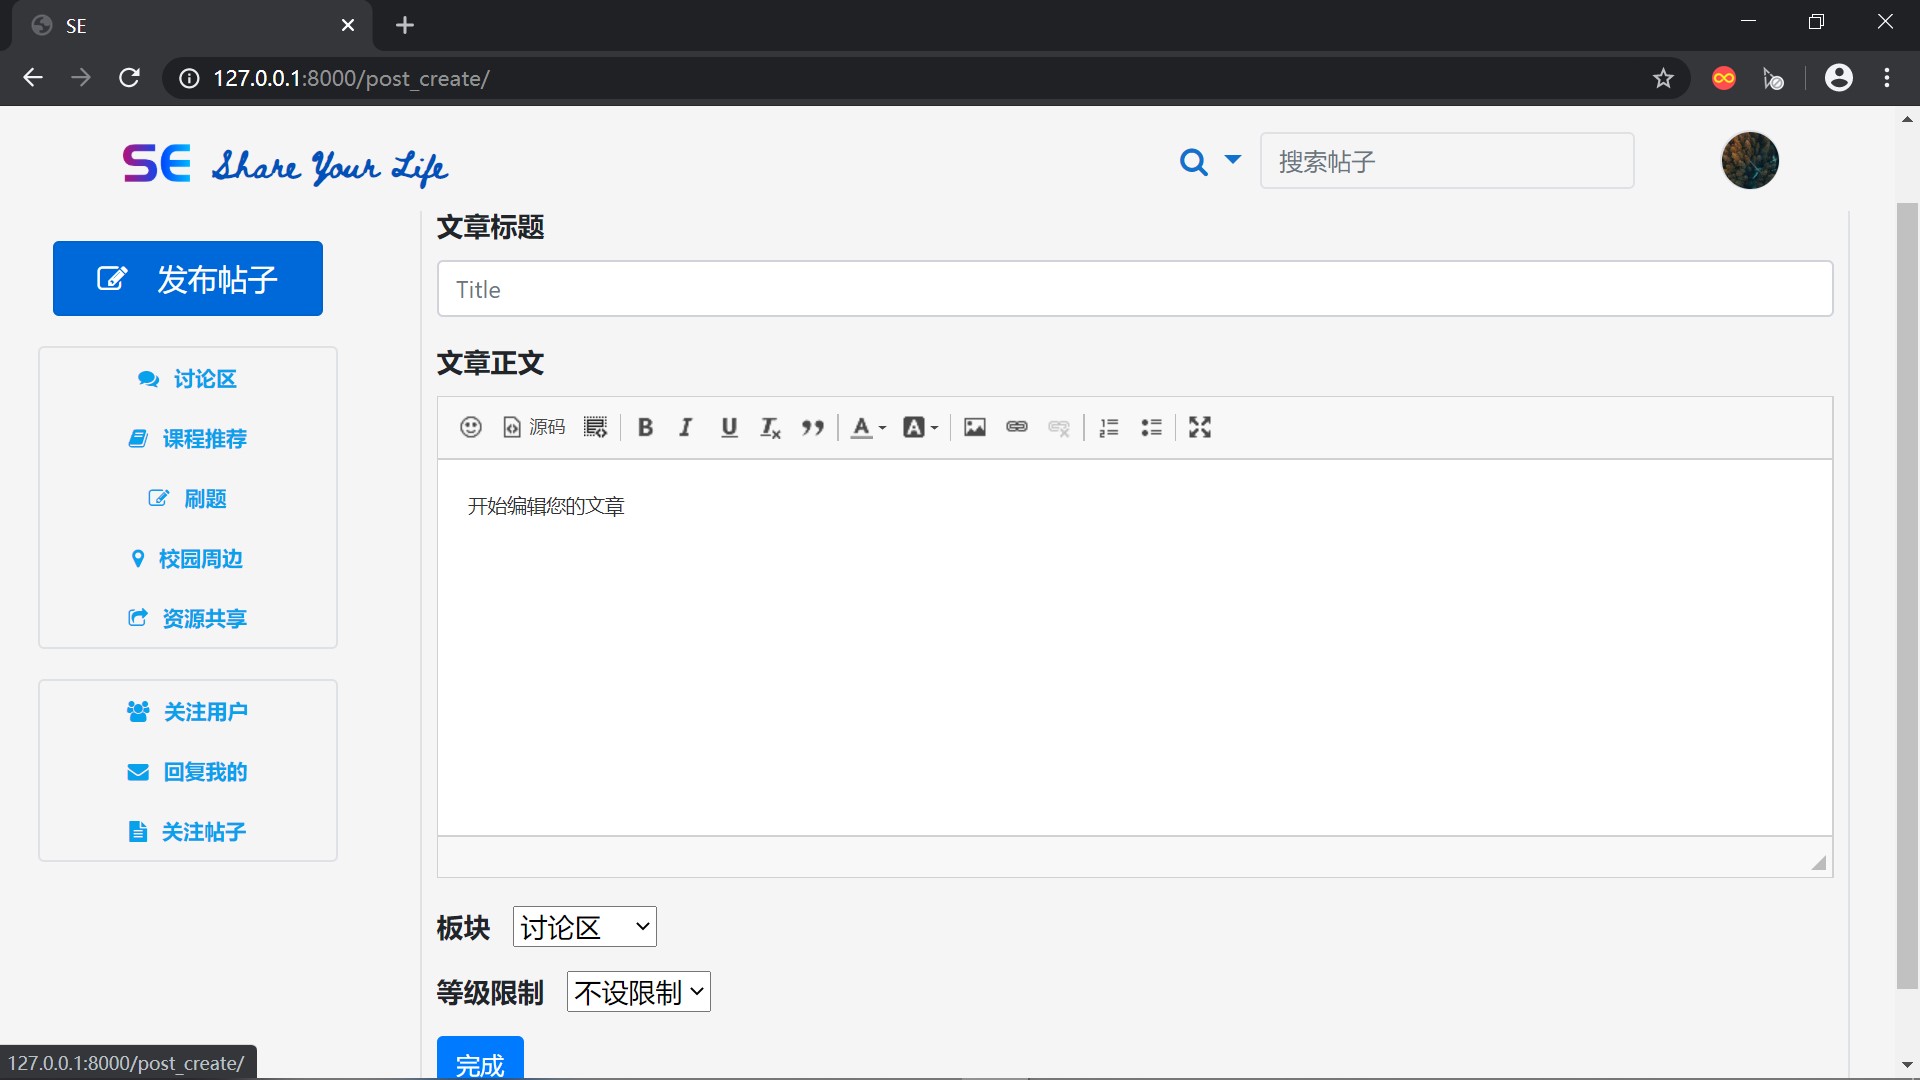 SE
127.0.0.1:8000/post_create/
SE Share Your Life
搜索帖子
发布帖子
讨论区
课程推荐
刷题
校园周边
资源共享
关注用户
回复我的
关注帖子
文章标题
Title
文章正文
源码
开始编辑您的文章
板块 讨论区
等级限制 不设限制
完成
127.0.0.1:8000/post_create/